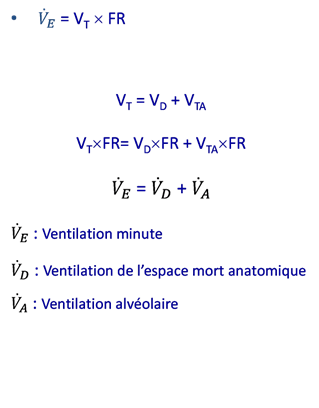 • V̇E = VT × FR
VT = VD + VTA
VT×FR= VD×FR + VTA×FR
V̇E = V̇D + V̇A
V̇E : Ventilation minute
V̇D : Ventilation de l’espace mort anatomique
V̇A : Ventilation alvéolaire